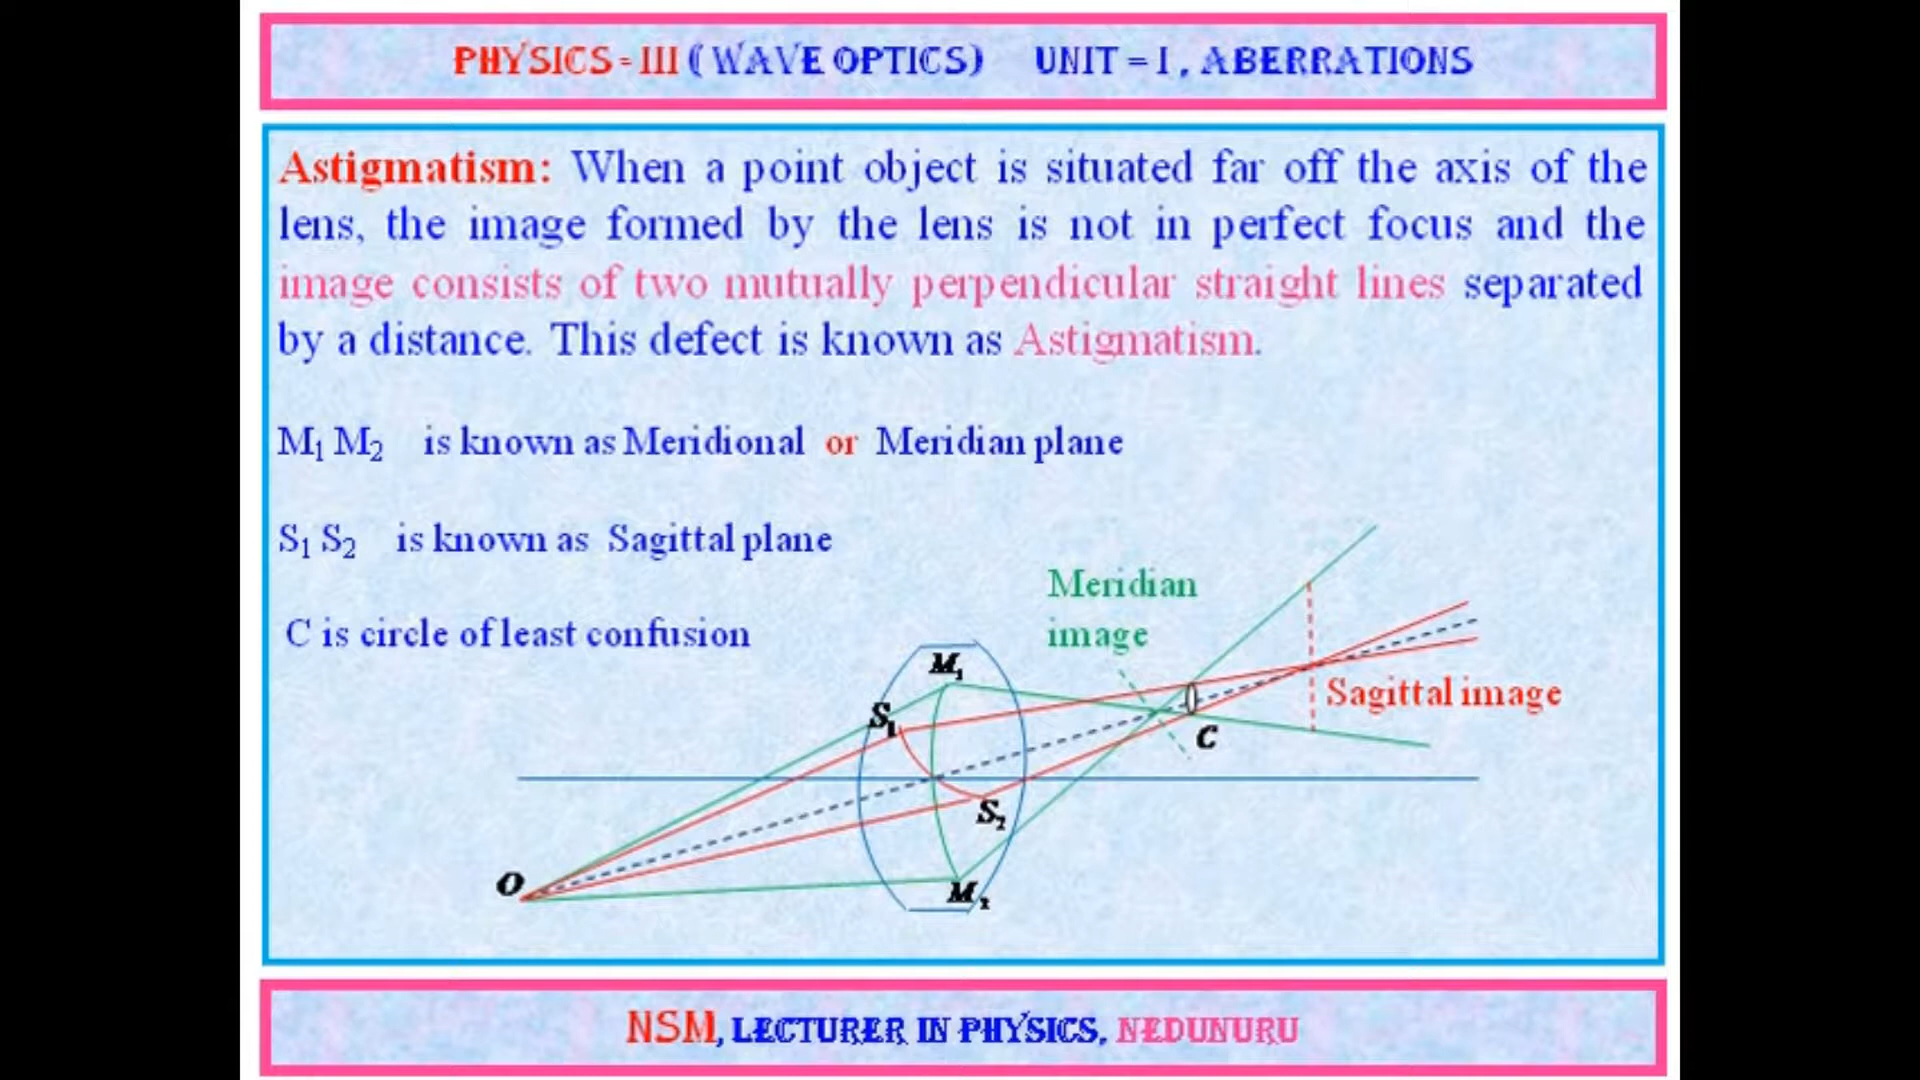 PHYSICS - III ( WAVE OPTICS) UNIT - I , ABERRATIONS
Astigmatism: When a point object is situated far off the axis of the
lens, the image formed by the lens is not in perfect focus and the
image consists of two mutually perpendicular straight lines separated
by a distance. This defect is known as Astigmatism.
M₁ M₂ is known as Meridional or Meridian plane
S₁ S₂ is known as Sagittal plane
C is circle of least confusion
Meridian
image
M₁
S₁
Sagittal image
C
S₂
O
M₂
NSM, LECTURER IN PHYSICS, NEDUNURU